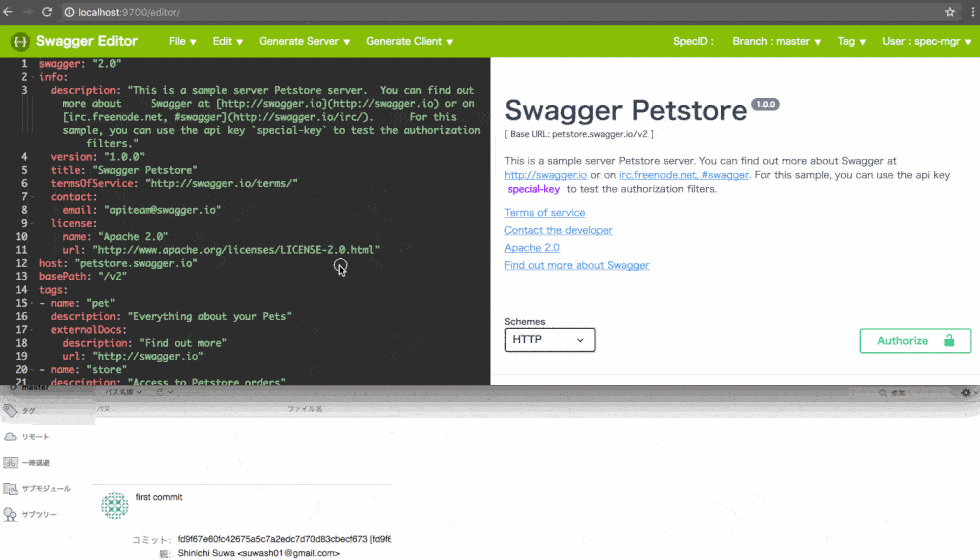 localhost:9700/editor/
Swagger Editor File Edit Generate Server Generate Client SpecID : Branch : master Tag User : spec-mgr
1 swagger: "2.0"
2 info:
3 description: "This is a sample server Petstore server. You can find out
more about Swagger at [http://swagger.io](http://swagger.io) or on
[irc.freenode.net, #swagger](http://swagger.io/irc/). For this
sample, you can use the api key `special-key` to test the authorization
filters."
4 version: "1.0.0"
5 title: "Swagger Petstore"
6 termsOfService: "http://swagger.io/terms/"
7 contact:
8 email: "apiteam@swagger.io"
9 license:
10 name: "Apache 2.0"
11 url: "http://www.apache.org/licenses/LICENSE-2.0.html"
12 host: "petstore.swagger.io"
13 basePath: "/v2"
14 tags:
15 - name: "pet"
16 description: "Everything about your Pets"
17 externalDocs:
18 description: "Find out more"
19 url: "http://swagger.io"
20 - name: "store"
21 description: "Access to Petstore orders"
Swagger Petstore 1.0.0
[ Base URL: petstore.swagger.io/v2 ]
This is a sample server Petstore server. You can find out more about Swagger at
http://swagger.io or on irc.freenode.net, #swagger. For this sample, you can use the api key
special-key to test the authorization filters.
Terms of service
Contact the developer
Apache 2.0
Find out more about Swagger
Schemes
HTTP
Authorize
master
パス名順
検索
タグ
パス ファイル名
リモート
一時退避
サブモジュール
サブツリー
first commit
コミット: fd9f67e60fc42675a5c7a2edc7d70d83cbecf673 [fd9f6
親:
Shinichi Suwa <suwash01@gmail.com>